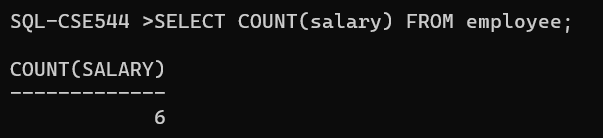 SQL-CSE544 >SELECT COUNT(salary) FROM employee;
COUNT(SALARY)
-------------
6